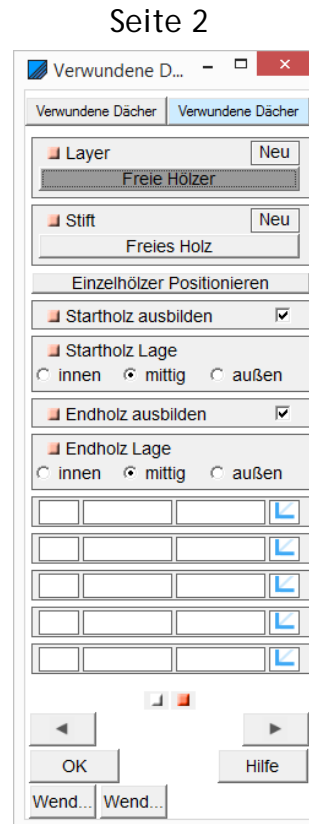 Seite 2
Verwundene D...
Verwundene Dächer Verwundene Dächer
Layer Neu
Freie Hölzer
Stift Neu
Freies Holz
Einzelhölzer Positionieren
Startholz ausbilden
Startholz Lage
innen mittig außen
Endholz ausbilden
Endholz Lage
innen mittig außen
OK Hilfe
Wend... Wend...